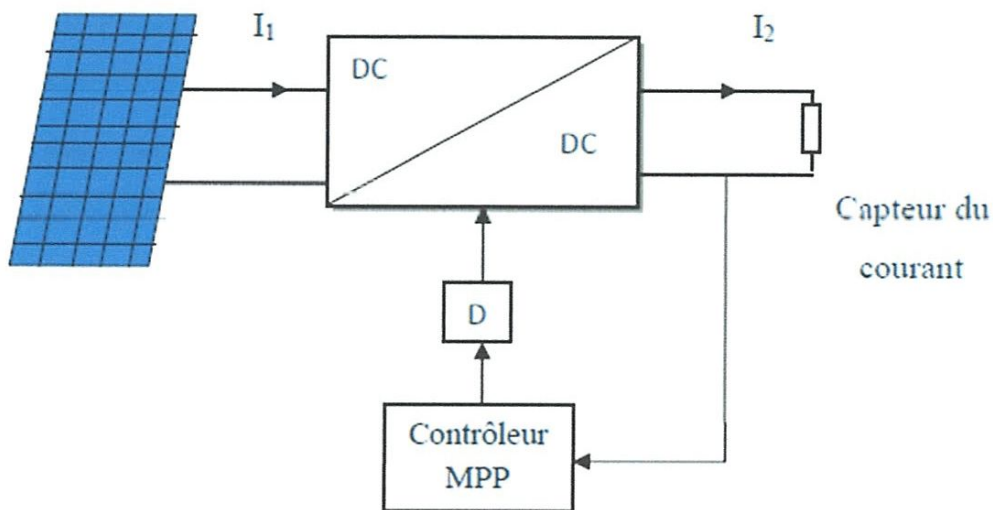 I₁
I₂
DC
DC
Capteur du
courant
D
Contrôleur
MPP